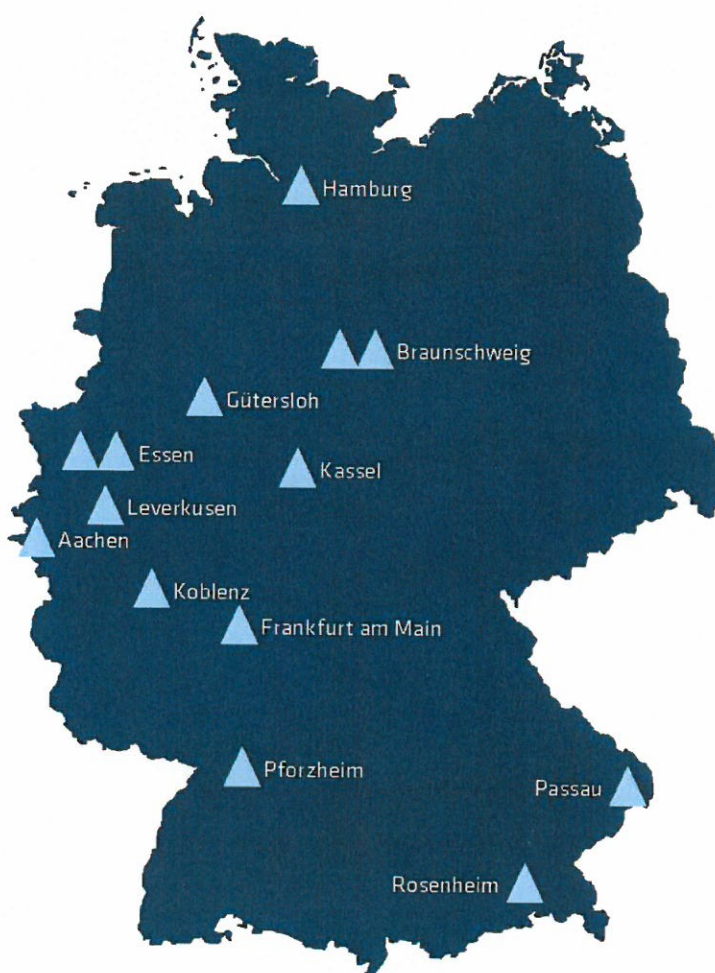 Hamburg
Braunschweig
Gütersloh
Essen
Kassel
Leverkusen
Aachen
Koblenz
Frankfurt am Main
Pforzheim
Passau
Rosenheim